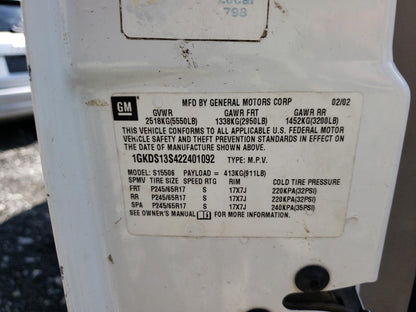 798
GM
MFD BY GENERAL MOTORS CORP 02/02
GVWR GAWR FRT GAWR RR
2518KG(5550LB) 1338KG(2950LB) 1452KG(3200LB)
THIS VEHICLE CONFORMS TO ALL APPLICABLE U.S. FEDERAL MOTOR
VEHICLE SAFETY AND THEFT PREVENTION STANDARDS IN EFFECT ON
THE DATE OF MANUFACTURE SHOWN ABOVE.
1GKDS13S422401092 TYPE: M.P.V.
MODEL: S15506 PAYLOAD = 413KG(911LB)
SPMV TIRE SIZE SPEED RTG RIM COLD TIRE PRESSURE
FRT P245/65R17 S 17X7J 220KPA(32PSI)
RR P245/65R17 S 17X7J 220KPA(32PSI)
SPA P245/65R17 S 17X7J 240KPA(35PSI)
SEE OWNER'S MANUAL FOR MORE INFORMATION.